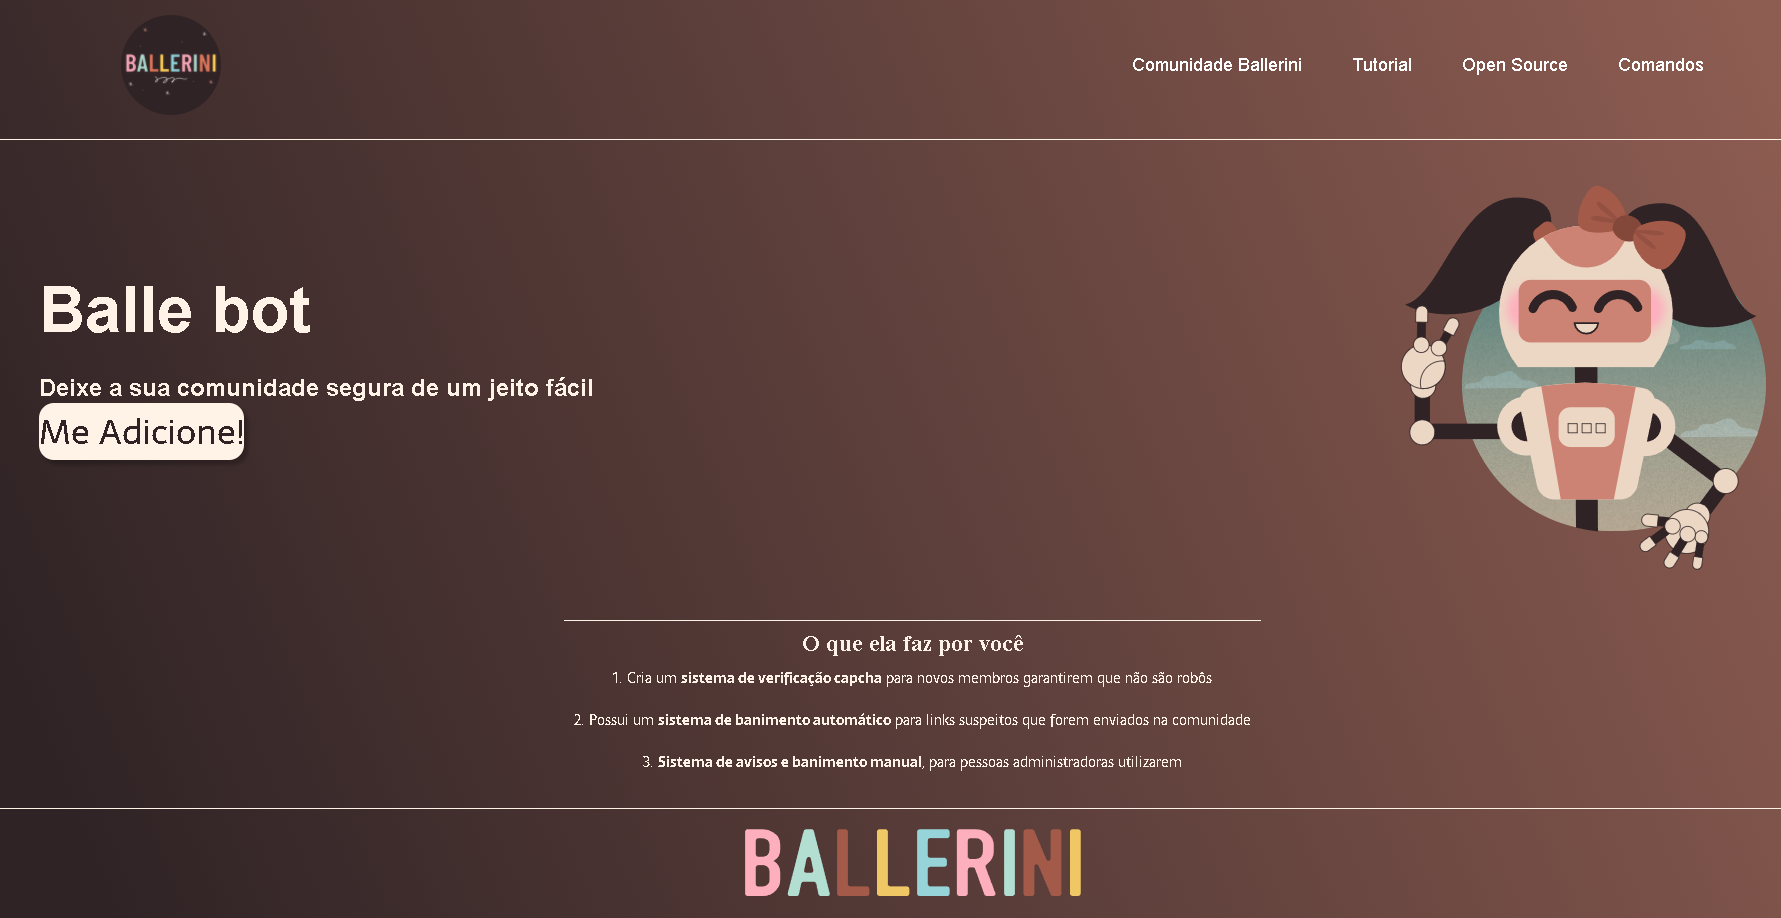 BALLERINI
Comunidade Ballerini
Tutorial
Open Source
Comandos
Balle bot
Deixe a sua comunidade segura de um jeito fácil
Me Adicione!
O que ela faz por você
1. Cria um sistema de verificação capcha para novos membros garantirem que não são robôs
2. Possui um sistema de banimento automático para links suspeitos que forem enviados na comunidade
3. Sistema de avisos e banimento manual, para pessoas administradoras utilizarem
BALLERINI